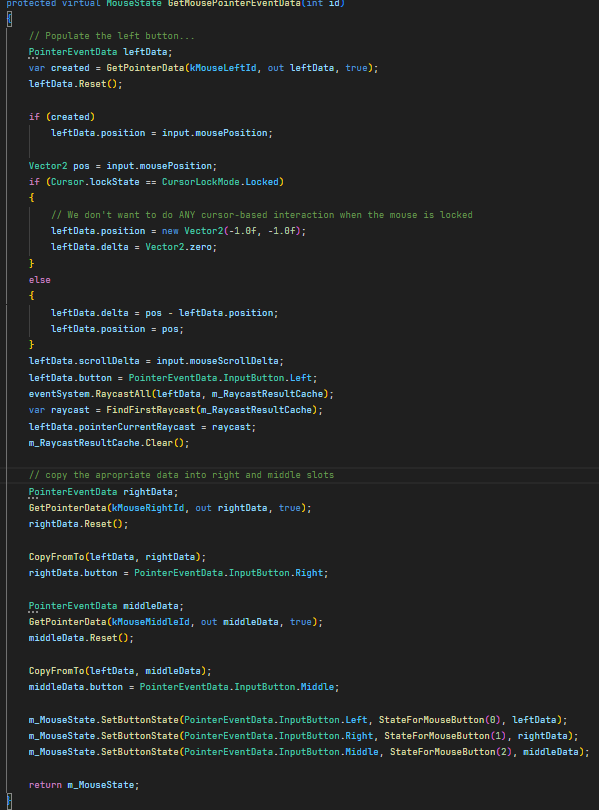 protected virtual MouseState GetMousePointerEventData(int id)
{
// Populate the left button...
PointerEventData leftData;
var created = GetPointerData(kMouseLeftId, out leftData, true);
leftData.Reset();
if (created)
leftData.position = input.mousePosition;
Vector2 pos = input.mousePosition;
if (Cursor.lockState == CursorLockMode.Locked)
{
// We don't want to do ANY cursor-based interaction when the mouse is locked
leftData.position = new Vector2(-1.0f, -1.0f);
leftData.delta = Vector2.zero;
}
else
{
leftData.delta = pos - leftData.position;
leftData.position = pos;
}
leftData.scrollDelta = input.mouseScrollDelta;
leftData.button = PointerEventData.InputButton.Left;
eventSystem.RaycastAll(leftData, m_RaycastResultCache);
var raycast = FindFirstRaycast(m_RaycastResultCache);
leftData.pointerCurrentRaycast = raycast;
m_RaycastResultCache.Clear();
// copy the apropriate data into right and middle slots
PointerEventData rightData;
GetPointerData(kMouseRightId, out rightData, true);
rightData.Reset();
CopyFromTo(leftData, rightData);
rightData.button = PointerEventData.InputButton.Right;
PointerEventData middleData;
GetPointerData(kMouseMiddleId, out middleData, true);
middleData.Reset();
CopyFromTo(leftData, middleData);
middleData.button = PointerEventData.InputButton.Middle;
m_MouseState.SetButtonState(PointerEventData.InputButton.Left, StateForMouseButton(0), leftData);
m_MouseState.SetButtonState(PointerEventData.InputButton.Right, StateForMouseButton(1), rightData);
m_MouseState.SetButtonState(PointerEventData.InputButton.Middle, StateForMouseButton(2), middleData);
return m_MouseState;
}